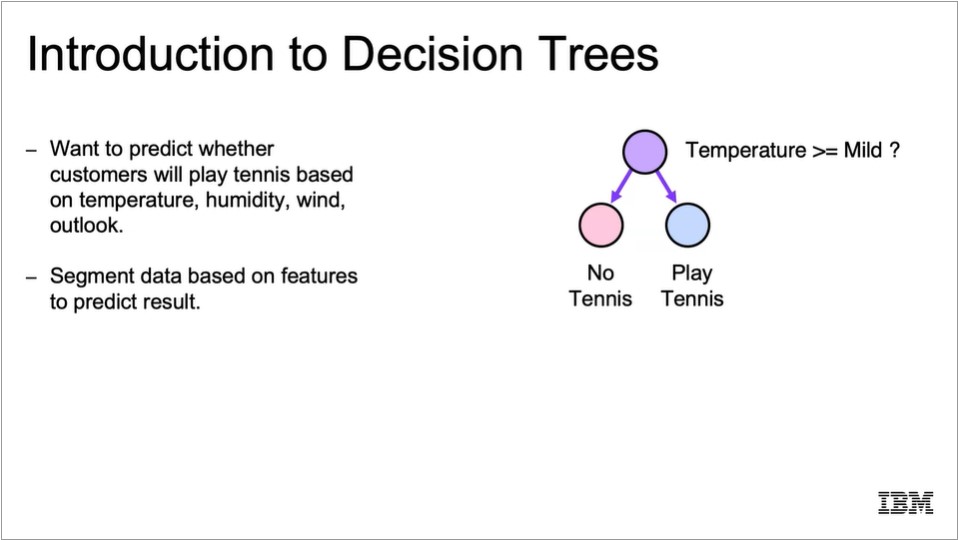 Introduction to Decision Trees
– Want to predict whether
customers will play tennis based
on temperature, humidity, wind,
outlook.
– Segment data based on features
to predict result.
Temperature >= Mild ?
No
Tennis
Play
Tennis
IBM